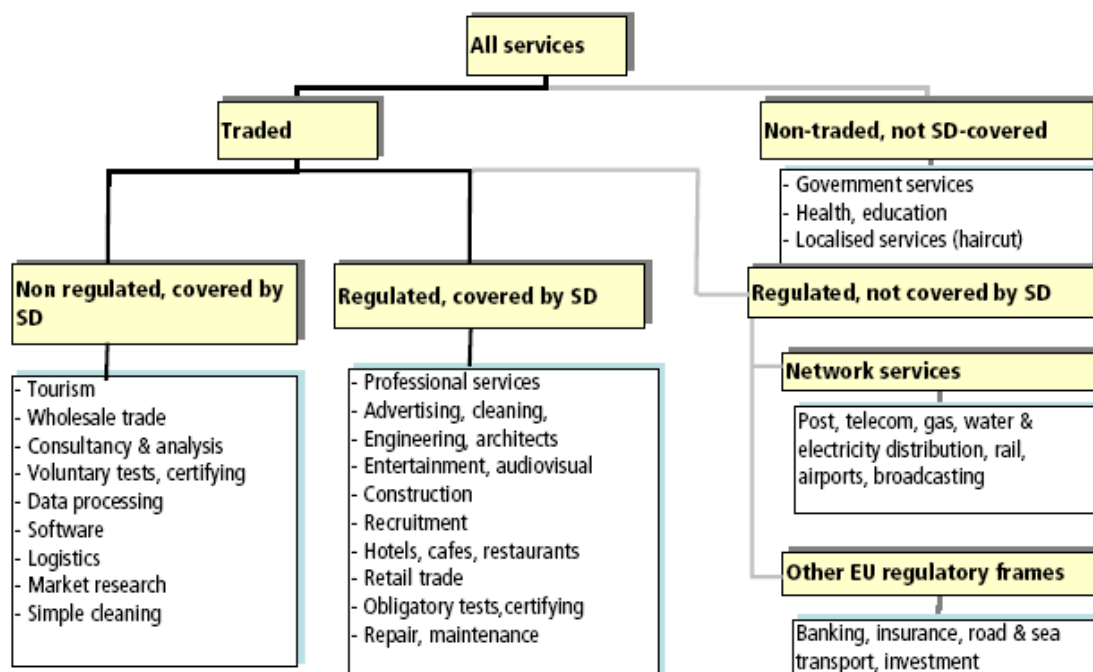 All services
Traded
Non-traded, not SD-covered
- Government services
- Health, education
- Localised services (haircut)
Non regulated, covered by
SD
- Tourism
- Wholesale trade
- Consultancy & analysis
- Voluntary tests, certifying
- Data processing
- Software
- Logistics
- Market research
- Simple cleaning
Regulated, covered by SD
- Professional services
- Advertising, cleaning,
- Engineering, architects
- Entertainment, audiovisual
- Construction
- Recruitment
- Hotels, cafes, restaurants
- Retail trade
- Obligatory tests,certifying
- Repair, maintenance
Regulated, not covered by SD
Network services
Post, telecom, gas, water &
electricity distribution, rail,
airports, broadcasting
Other EU regulatory frames
Banking, insurance, road & sea
transport, investment